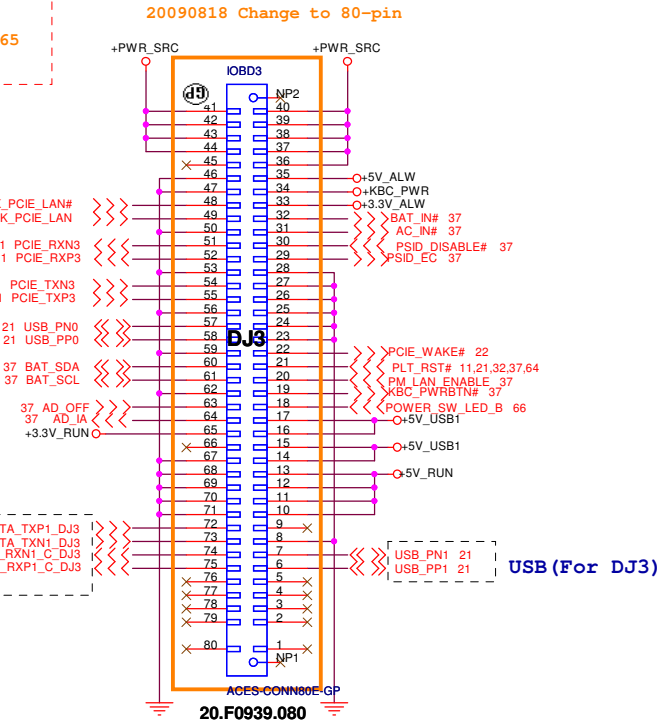 20090818 Change to 80-pin
65
+PWR_SRC
+PWR_SRC
IOBD3
GP
NP2
41 40
42 39
43 38
44 37
45 36
46 35 +5V_ALW
47 34 +KBC_PWR
K_PCIE_LAN# 48 33 +3.3V_ALW
K_PCIE_LAN 49 32 BAT_IN# 37
50 31 AC_IN# 37
1 PCIE_RXN3 51 30 PSID_DISABLE# 37
1 PCIE_RXP3 52 29 PSID_EC 37
53 28
PCIE_TXN3 54 27
PCIE_TXP3 55 26
56 25
21 USB_PN0 57 24
21 USB_PP0 58 23
DJ3
59 22 PCIE_WAKE# 22
37 BAT_SDA 60 21 PLT_RST# 11,21,32,37,64
37 BAT_SCL 61 20 PM_LAN_ENABLE 37
62 19 KBC_PWRBTN# 37
37 AD_OFF 63 18 POWER_SW_LED_B 66
37 AD_IA 64 17 +5V_USB1
+3.3V_RUN 65 16
66 15 +5V_USB1
67 14
68 13 +5V_RUN
69 12
70 11
71 10
TA_TXP1_DJ3 72 9
TA_TXN1_DJ3 73 8
RXN1_C_DJ3 74 7 USB_PN1 21
RXP1_C_DJ3 75 6 USB_PP1 21
USB(For DJ3)
76 5
77 4
78 3
79 2
80 1
NP1
ACES-CONN80E-GP
20.F0939.080